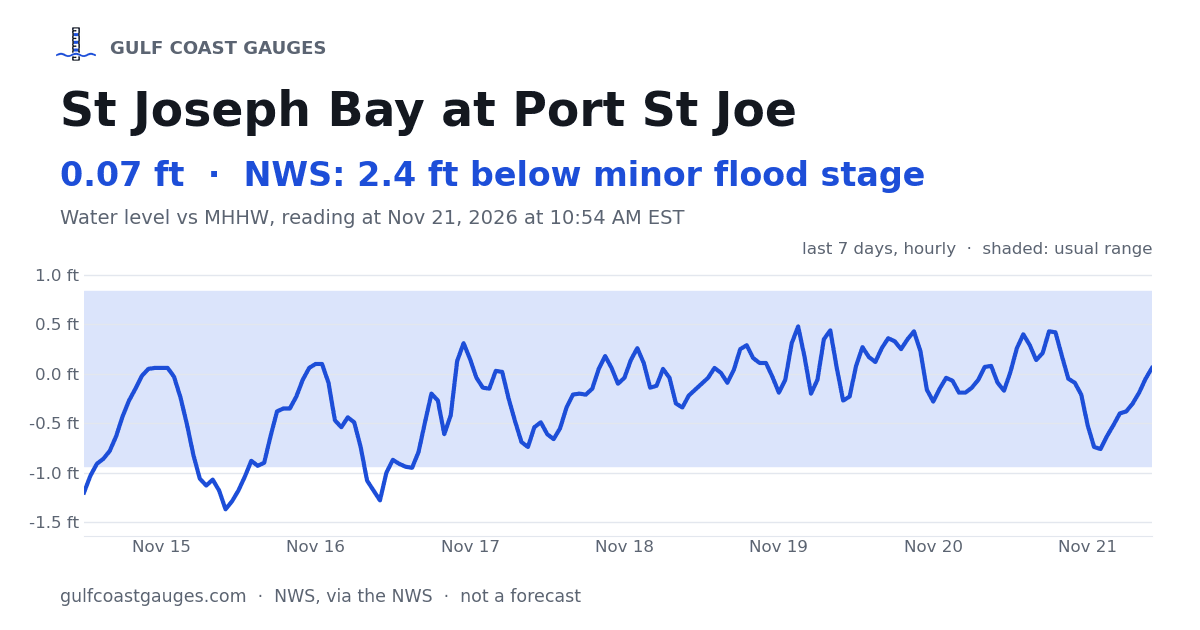 GULF COAST GAUGES
St Joseph Bay at Port St Joe
0.07 ft · NWS: 2.4 ft below minor flood stage
Water level vs MHHW, reading at Nov 21, 2026 at 10:54 AM EST
last 7 days, hourly · shaded: usual range
1.0 ft
0.5 ft
0.0 ft
-0.5 ft
-1.0 ft
-1.5 ft
Nov 15 Nov 16 Nov 17 Nov 18 Nov 19 Nov 20 Nov 21
gulfcoastgauges.com · NWS, via the NWS · not a forecast